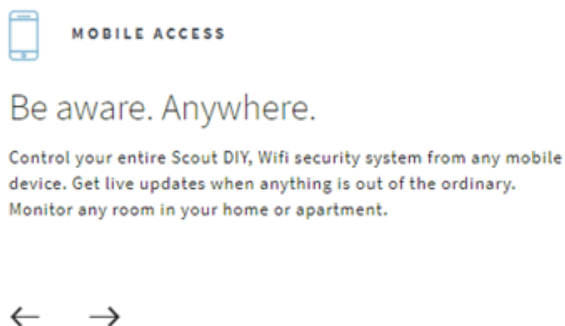 MOBILE ACCESS
Be aware. Anywhere.
Control your entire Scout DIY, Wifi security system from any mobile
device. Get live updates when anything is out of the ordinary.
Monitor any room in your home or apartment.